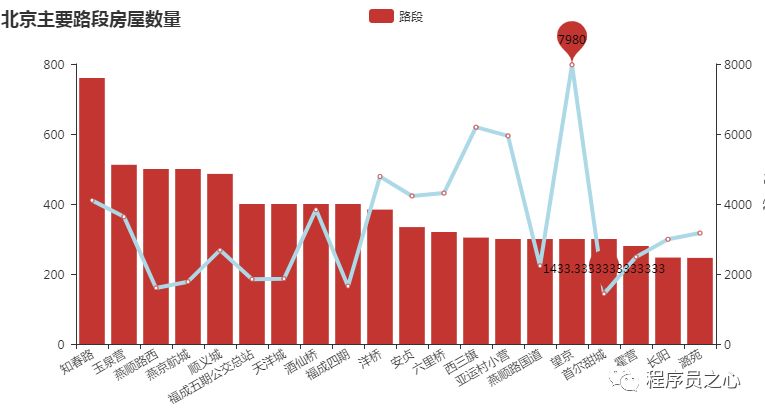 北京主要路段房屋数量
路段
7980
800
600
400
200
0
8000
6000
4000
2000
0
1433.3333333333333
知春路
玉泉营
燕顺路西
燕京航城
顺义城
福成五期公交总站
天洋城
酒仙桥
福成四期
洋桥
安贞
六里桥
西三旗
亚运村小营
燕顺路国道
望京
首尔甜城
霍营
长阳
潞苑
程序员之心